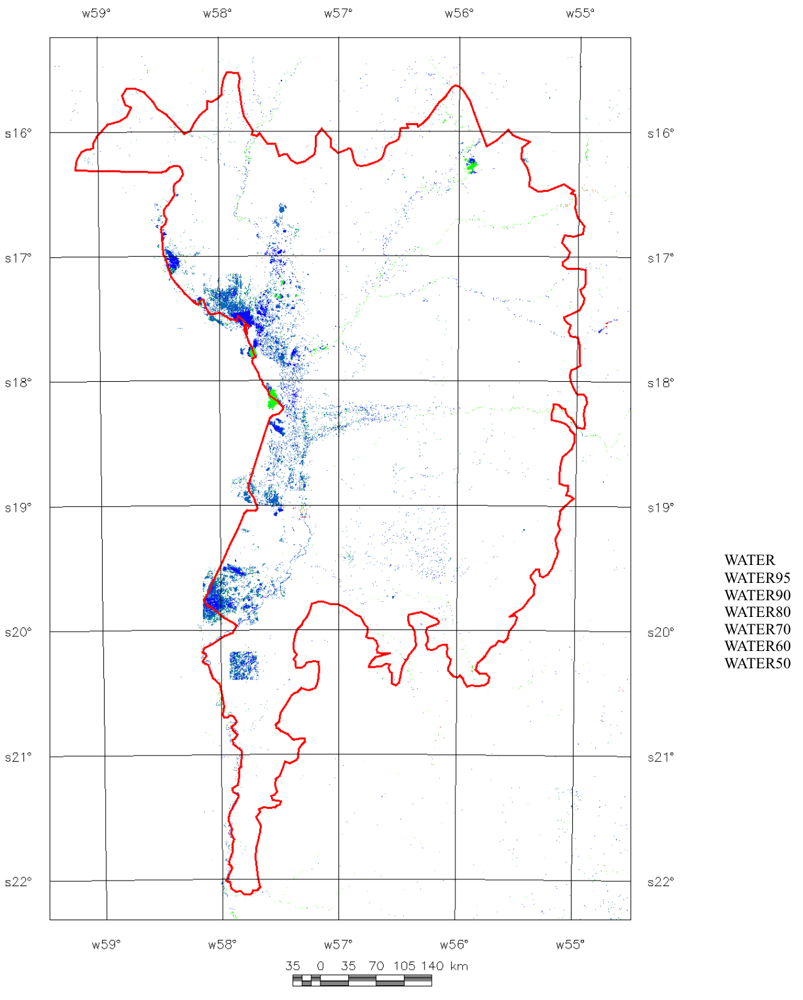 w59° w58° w57° w56° w55°
s16° s16°
s17° s17°
s18° s18°
s19° s19°
WATER
WATER95
WATER90
WATER80
WATER70
WATER60
WATER50
s20° s20°
s21° s21°
s22° s22°
w59° w58° w57° w56° w55°
35 0 35 70 105 140 km